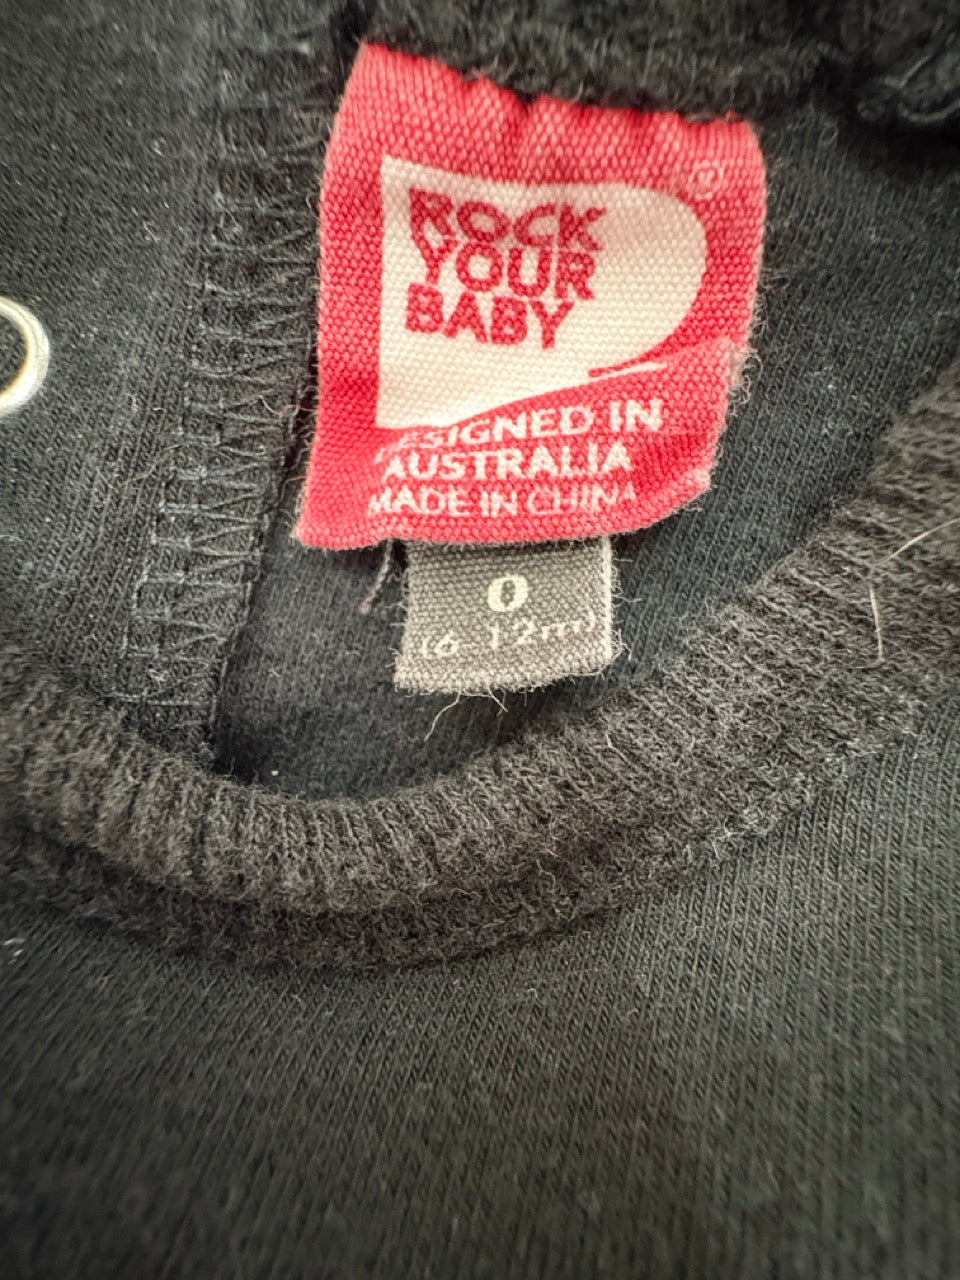 ®
ROCK
YOUR
BABY
DESIGNED IN
AUSTRALIA
MADE IN CHINA
0
(6-12m)